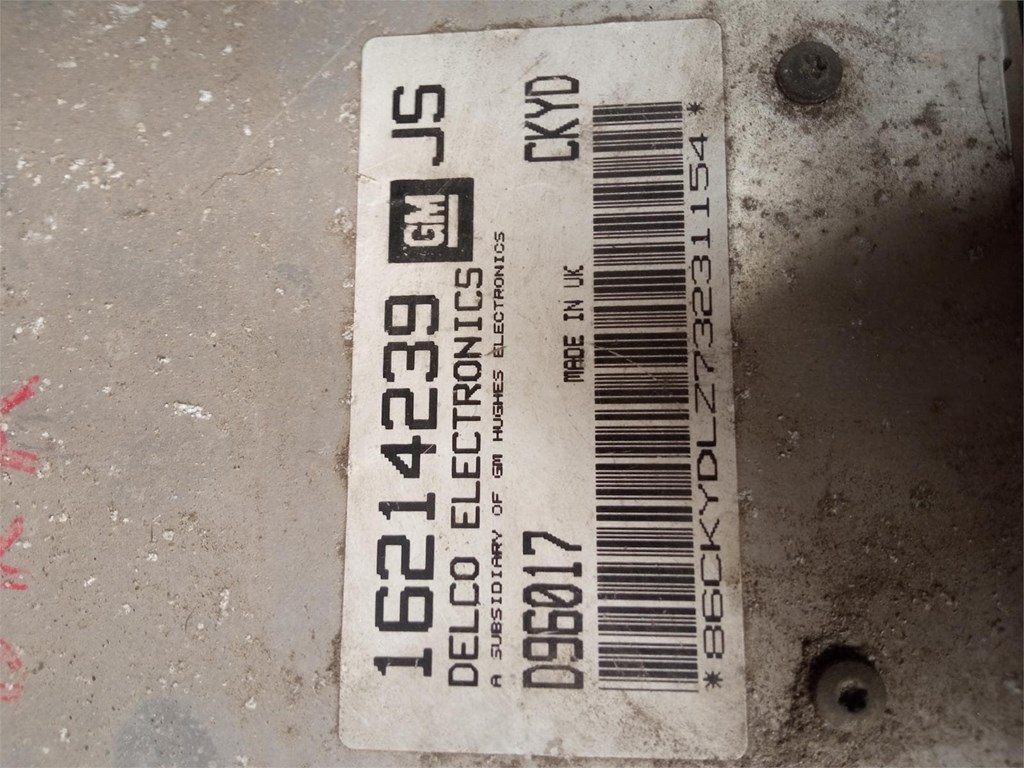 16214239 GM JS
DELCO ELECTRONICS
A SUBSIDIARY OF GM HUGHES ELECTRONICS
D96017 CKYD
MADE IN UK
*86CKYDLZ73231154*